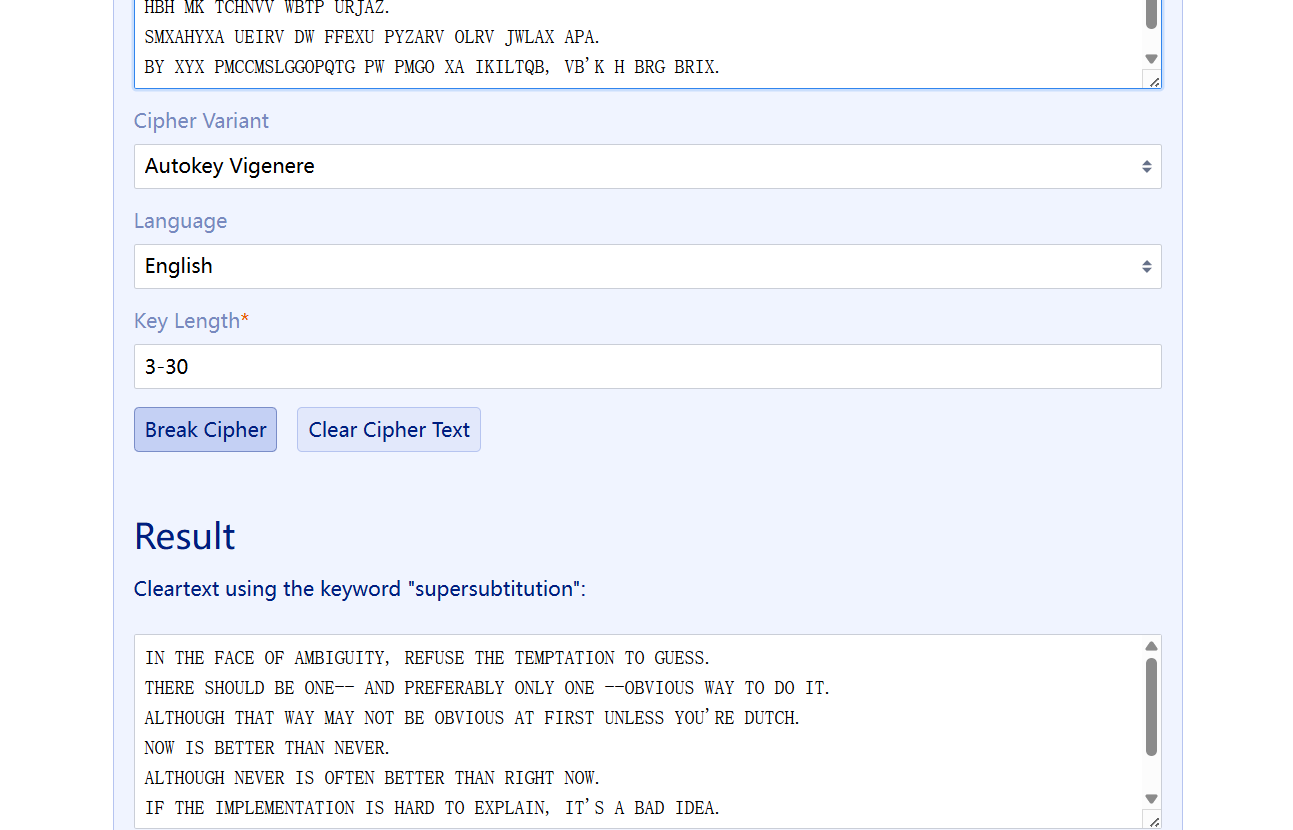 HBH MK TCHNVV WBTP URJAZ.
SMXAHYXA UEIRV DW FFEXU PYZARV OLRV JWLAX APA.
BY XYX PMCCMSLGGOPQTG PW PMGO XA IKILTQB, VB'K H BRG BRIX.
Cipher Variant
Autokey Vigenere
Language
English
Key Length*
3-30
Break Cipher Clear Cipher Text
Result
Cleartext using the keyword "supersubtitution":
IN THE FACE OF AMBIGUITY, REFUSE THE TEMPTATION TO GUESS.
THERE SHOULD BE ONE-- AND PREFERABLY ONLY ONE --OBVIOUS WAY TO DO IT.
ALTHOUGH THAT WAY MAY NOT BE OBVIOUS AT FIRST UNLESS YOU'RE DUTCH.
NOW IS BETTER THAN NEVER.
ALTHOUGH NEVER IS OFTEN BETTER THAN RIGHT NOW.
IF THE IMPLEMENTATION IS HARD TO EXPLAIN, IT'S A BAD IDEA.